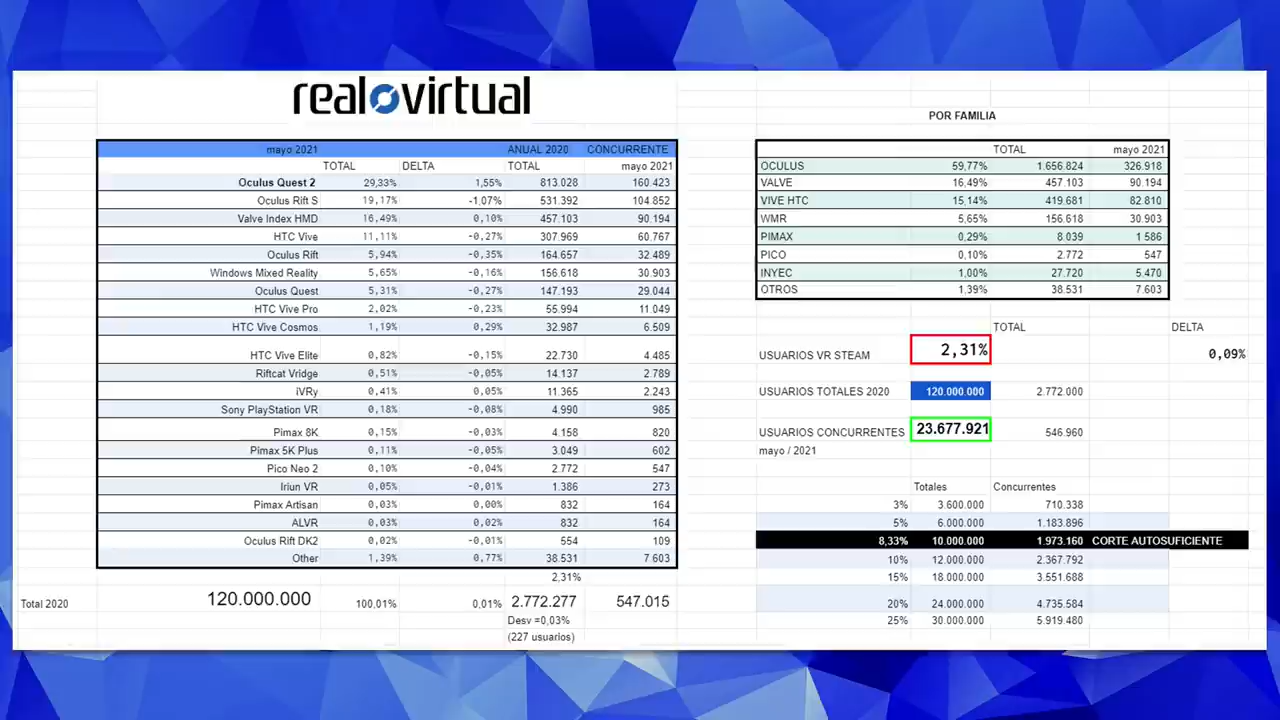 realovirtual
mayo 2021 ANUAL 2020 CONCURRENTE
TOTAL DELTA TOTAL mayo 2021
Oculus Quest 2 29,33% 1,55% 813.028 160.423
Oculus Rift S 19,17% -1,07% 531.392 104.852
Valve Index HMD 16,49% 0,10% 457.103 90.194
HTC Vive 11,11% -0,27% 307.969 60.767
Oculus Rift 5,94% -0,35% 164.657 32.489
Windows Mixed Reality 5,65% -0,16% 156.618 30.903
Oculus Quest 5,31% -0,27% 147.193 29.044
HTC Vive Pro 2,02% -0,23% 55.994 11.049
HTC Vive Cosmos 1,19% 0,29% 32.987 6.509
HTC Vive Elite 0,82% -0,15% 22.730 4.485
Riftcat Vridge 0,51% -0,05% 14.137 2.789
iVRy 0,41% 0,05% 11.365 2.243
Sony PlayStation VR 0,18% -0,08% 4.990 985
Pimax 8K 0,15% -0,03% 4.158 820
Pimax 5K Plus 0,11% -0,05% 3.049 602
Pico Neo 2 0,10% -0,04% 2.772 547
Iriun VR 0,05% -0,01% 1.386 273
Pimax Artisan 0,03% 0,00% 832 164
ALVR 0,03% 0,02% 832 164
Oculus Rift DK2 0,02% -0,01% 554 109
Other 1,39% 0,77% 38.531 7 603
2,31%
Total 2020 120.000.000 100,01% 0,01% 2.772.277 547.015
Desv =0,03%
(227 usuarios)
POR FAMILIA
TOTAL mayo 2021
OCULUS 59,77% 1.656.824 326.918
VALVE 16,49% 457.103 90.194
VIVE HTC 15,14% 419.681 82.810
WMR 5,65% 156.618 30.903
PIMAX 0,29% 8.039 1 586
PICO 0,10% 2.772 547
INYEC 1,00% 27.720 5.470
OTROS 1,39% 38.531 7.603
TOTAL DELTA
USUARIOS VR STEAM 2,31% 0,09%
USUARIOS TOTALES 2020 120.000.000 2.772.000
USUARIOS CONCURRENTES 23.677.921 546.960
mayo / 2021
Totales Concurrentes
3% 3.600.000 710.338
5% 6.000.000 1.183.896
8,33% 10.000.000 1.973.160 CORTE AUTOSUFICIENTE
10% 12.000.000 2.367.792
15% 18.000.000 3.551.688
20% 24.000.000 4.735.584
25% 30.000.000 5.919.480